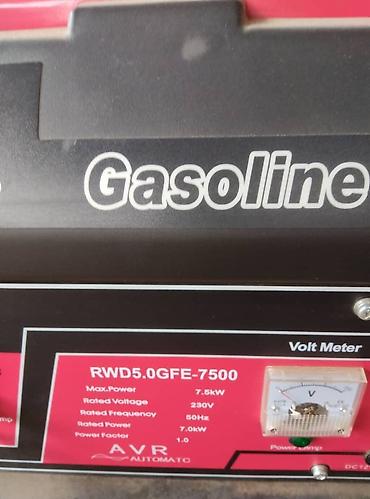 Gasoline
Volt Meter
RWD5.0GFE-7500
Max.Power 7.5kW
Rated Voltage 230V
Rated Frequency 50Hz
Rated Power 7.0kW
Power Factor 1.0
V
AVR
AUTOMATC
Power Lamp
DC12